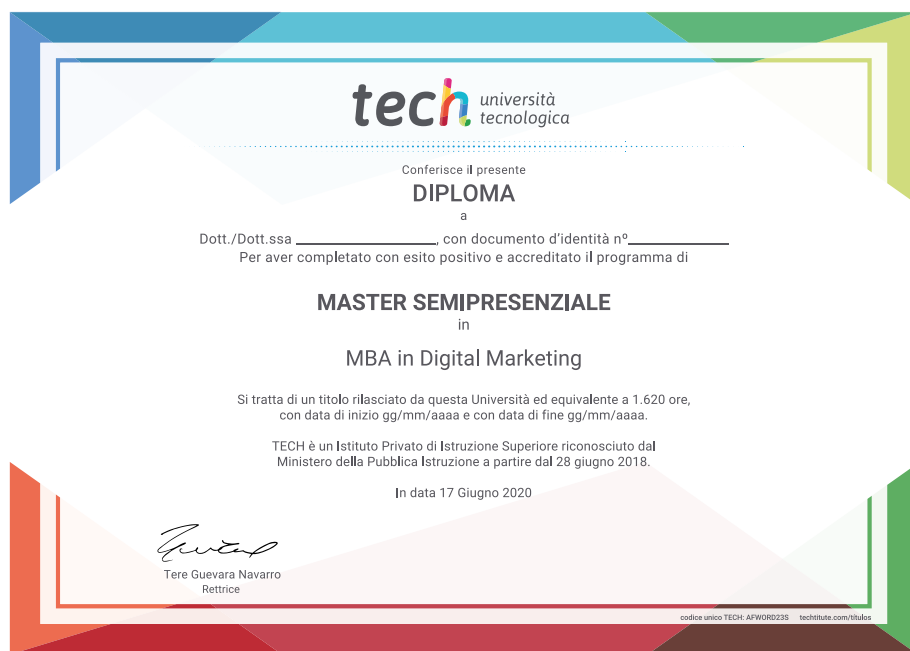 tech università
tecnologica
Conferisce il presente
DIPLOMA
a
Dott./Dott.ssa ____________________, con documento d'identità nº______________
Per aver completato con esito positivo e accreditato il programma di
MASTER SEMIPRESENZIALE
in
MBA in Digital Marketing
Si tratta di un titolo rilasciato da questa Università ed equivalente a 1.620 ore,
con data di inizio gg/mm/aaaa e con data di fine gg/mm/aaaa.
TECH è un Istituto Privato di Istruzione Superiore riconosciuto dal
Ministero della Pubblica Istruzione a partire dal 28 giugno 2018.
In data 17 Giugno 2020
Tere Guevara Navarro
Rettrice
codice unico TECH: AFWORD23S techtitute.com/titulos